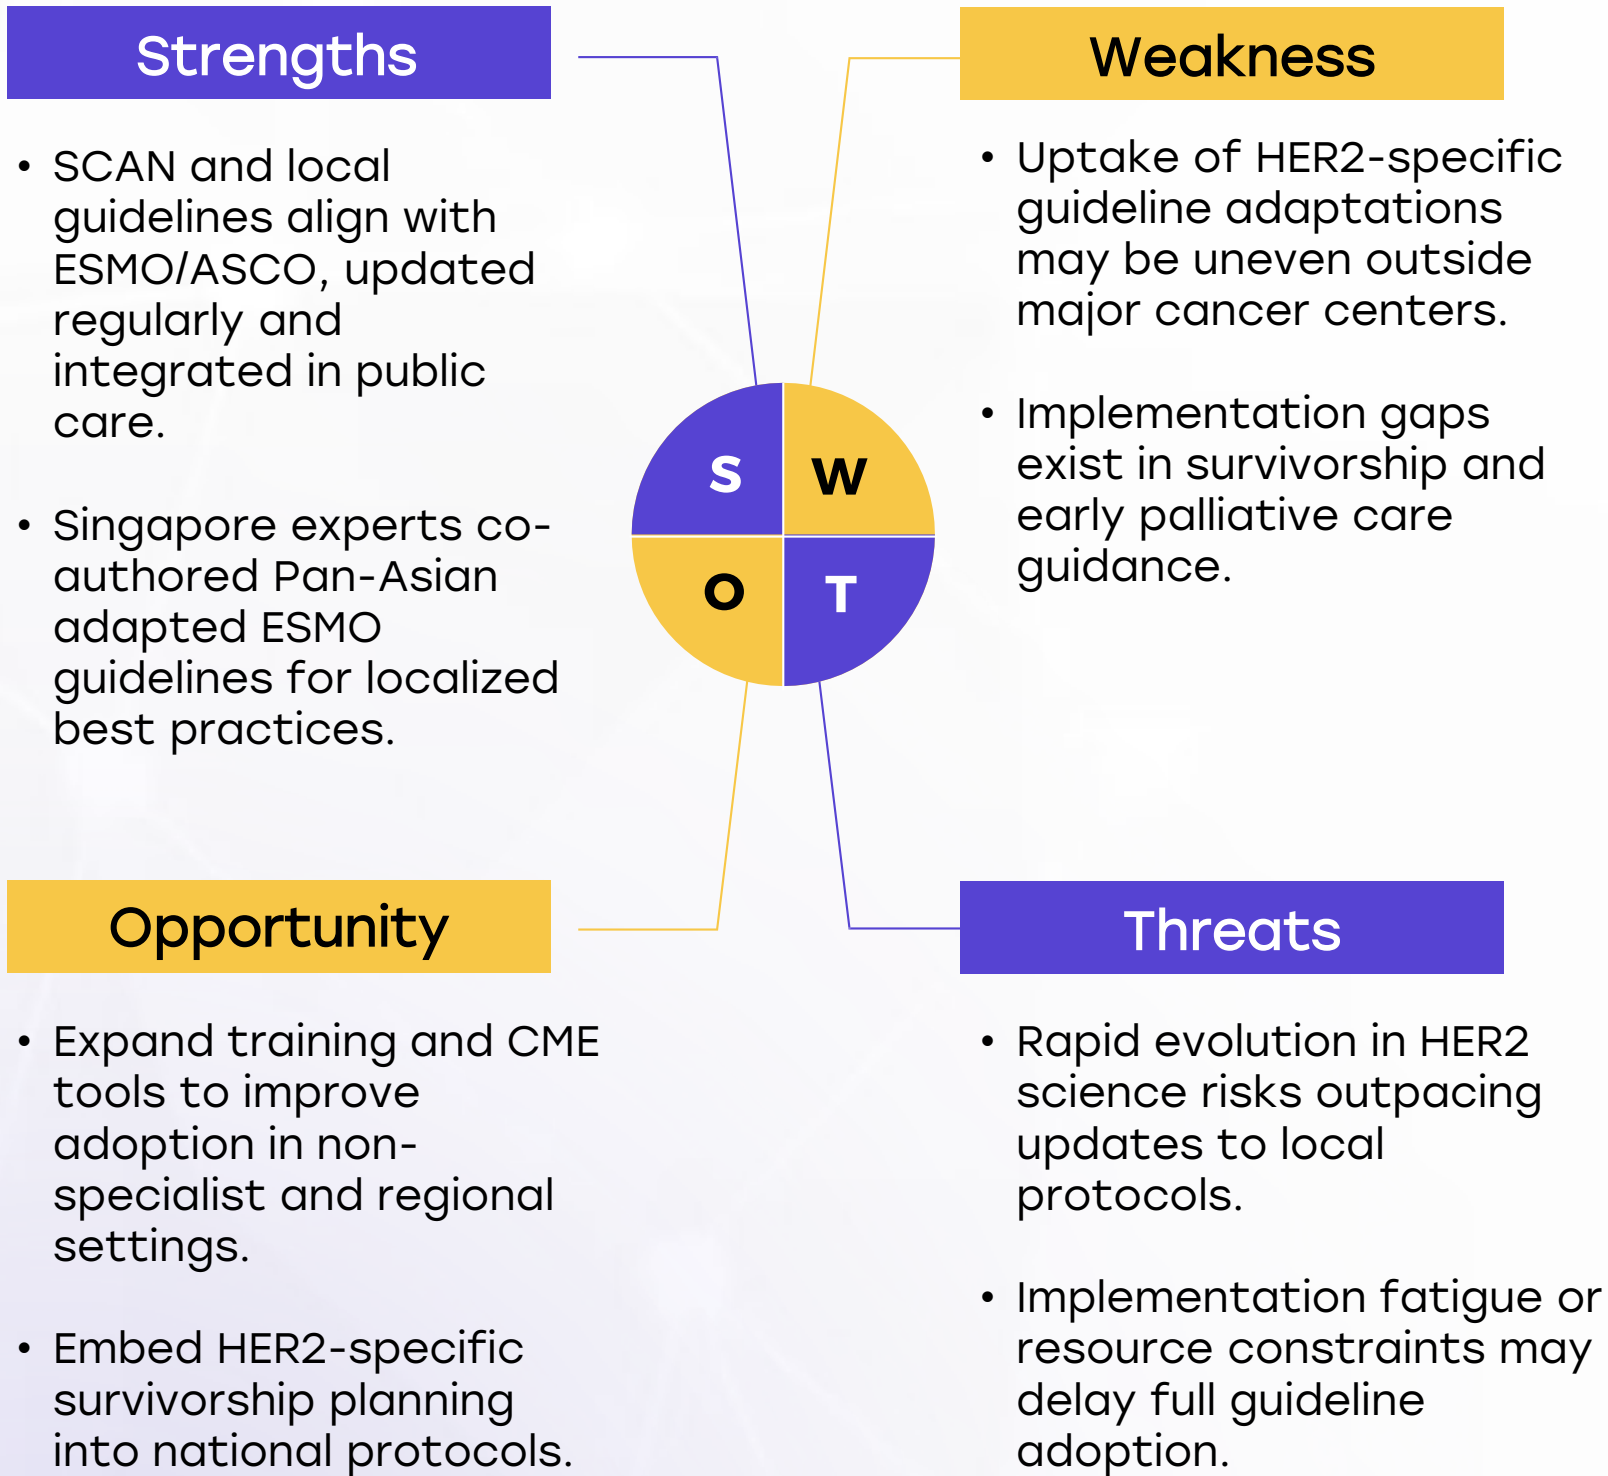 Strengths
• SCAN and local
guidelines align with
ESMO/ASCO, updated
regularly and
integrated in public
care.
• Singapore experts co-
authored Pan-Asian
adapted ESMO
guidelines for localized
best practices.
Weakness
• Uptake of HER2-specific
guideline adaptations
may be uneven outside
major cancer centers.
• Implementation gaps
exist in survivorship and
early palliative care
guidance.
S
W
O
T
Opportunity
• Expand training and CME
tools to improve
adoption in non-
specialist and regional
settings.
• Embed HER2-specific
survivorship planning
into national protocols.
Threats
• Rapid evolution in HER2
science risks outpacing
updates to local
protocols.
• Implementation fatigue or
resource constraints may
delay full guideline
adoption.